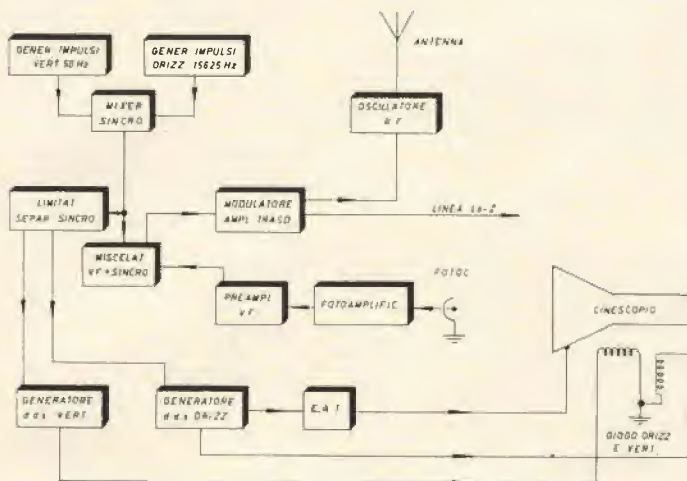 GENER IMPULSI
VERT 50 Hz
GENER IMPULSI
ORIZZ 15625 Hz
ANTENNA
MIXER
SINCRO
OSCILLATORE
LIMITAT
SEPAR SINCRO
MODULATORE
AMPL TRASD
LINEA
MISCELAT
VF+SINCRO
FOTOC
PREAMPL
V.F
FOTOAMPLIFIC
CINESCOPIO
GENERATORE
d.d.s VERT
GENERATORE
d.d.s ORIZZ
E.A.T
GIOGO ORIZZ
E VERT